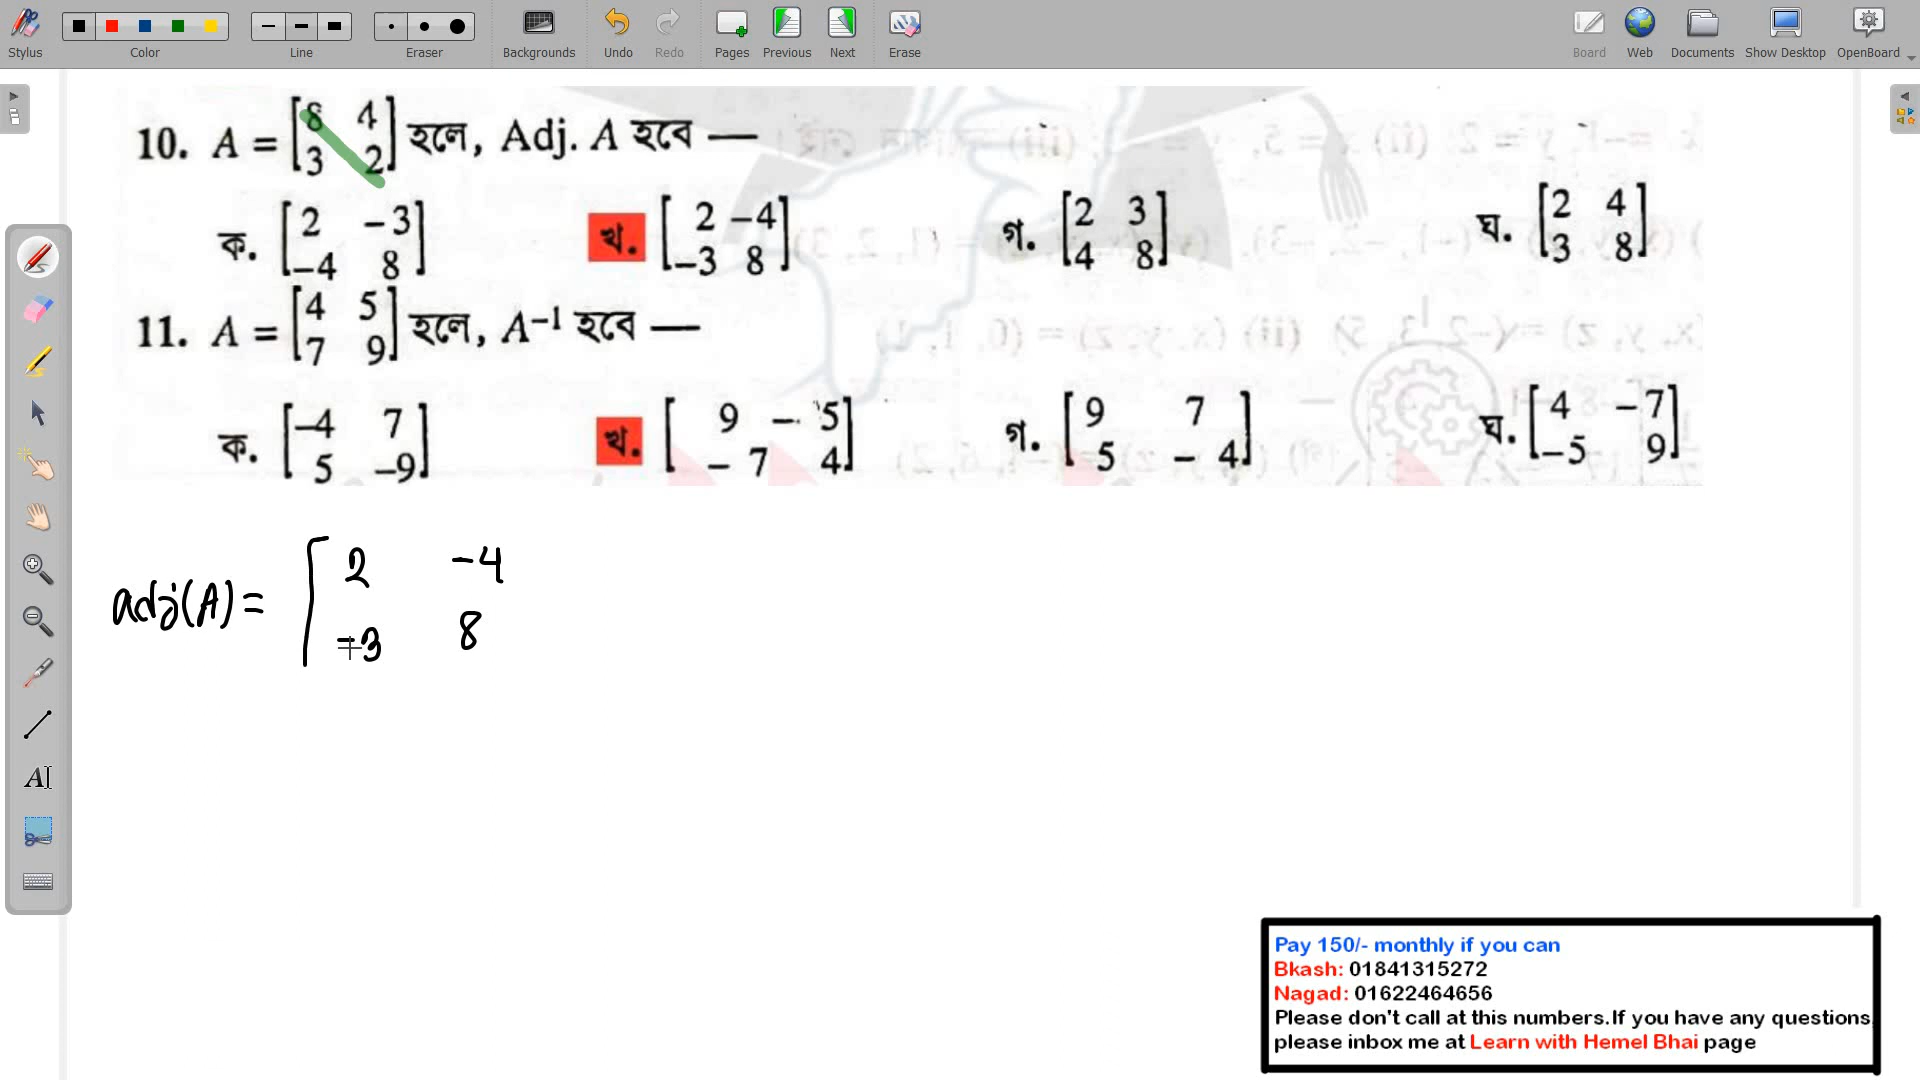 Stylus Color Line Eraser Backgrounds Undo Redo Pages Previous Next Erase Board Web Documents Show Desktop OpenBoard
10. A = [8 4
3 2] হলে, Adj. A হবে —
ক. [2 -3
-4 8] খ. [2 -4
-3 8] গ. [2 3
4 8] ঘ. [2 4
3 8]
11. A = [4 5
7 9] হলে, A⁻¹ হবে —
ক. [-4 7
5 -9] খ. [9 - 5
- 7 4] গ. [9 7
5 - 4] ঘ. [4 -7
-5 9]
adj(A) = [2 -4
-3 8
Pay 150/- monthly if you can
Bkash: 01841315272
Nagad: 01622464656
Please don't call at this numbers.If you have any questions
please inbox me at Learn with Hemel Bhai page